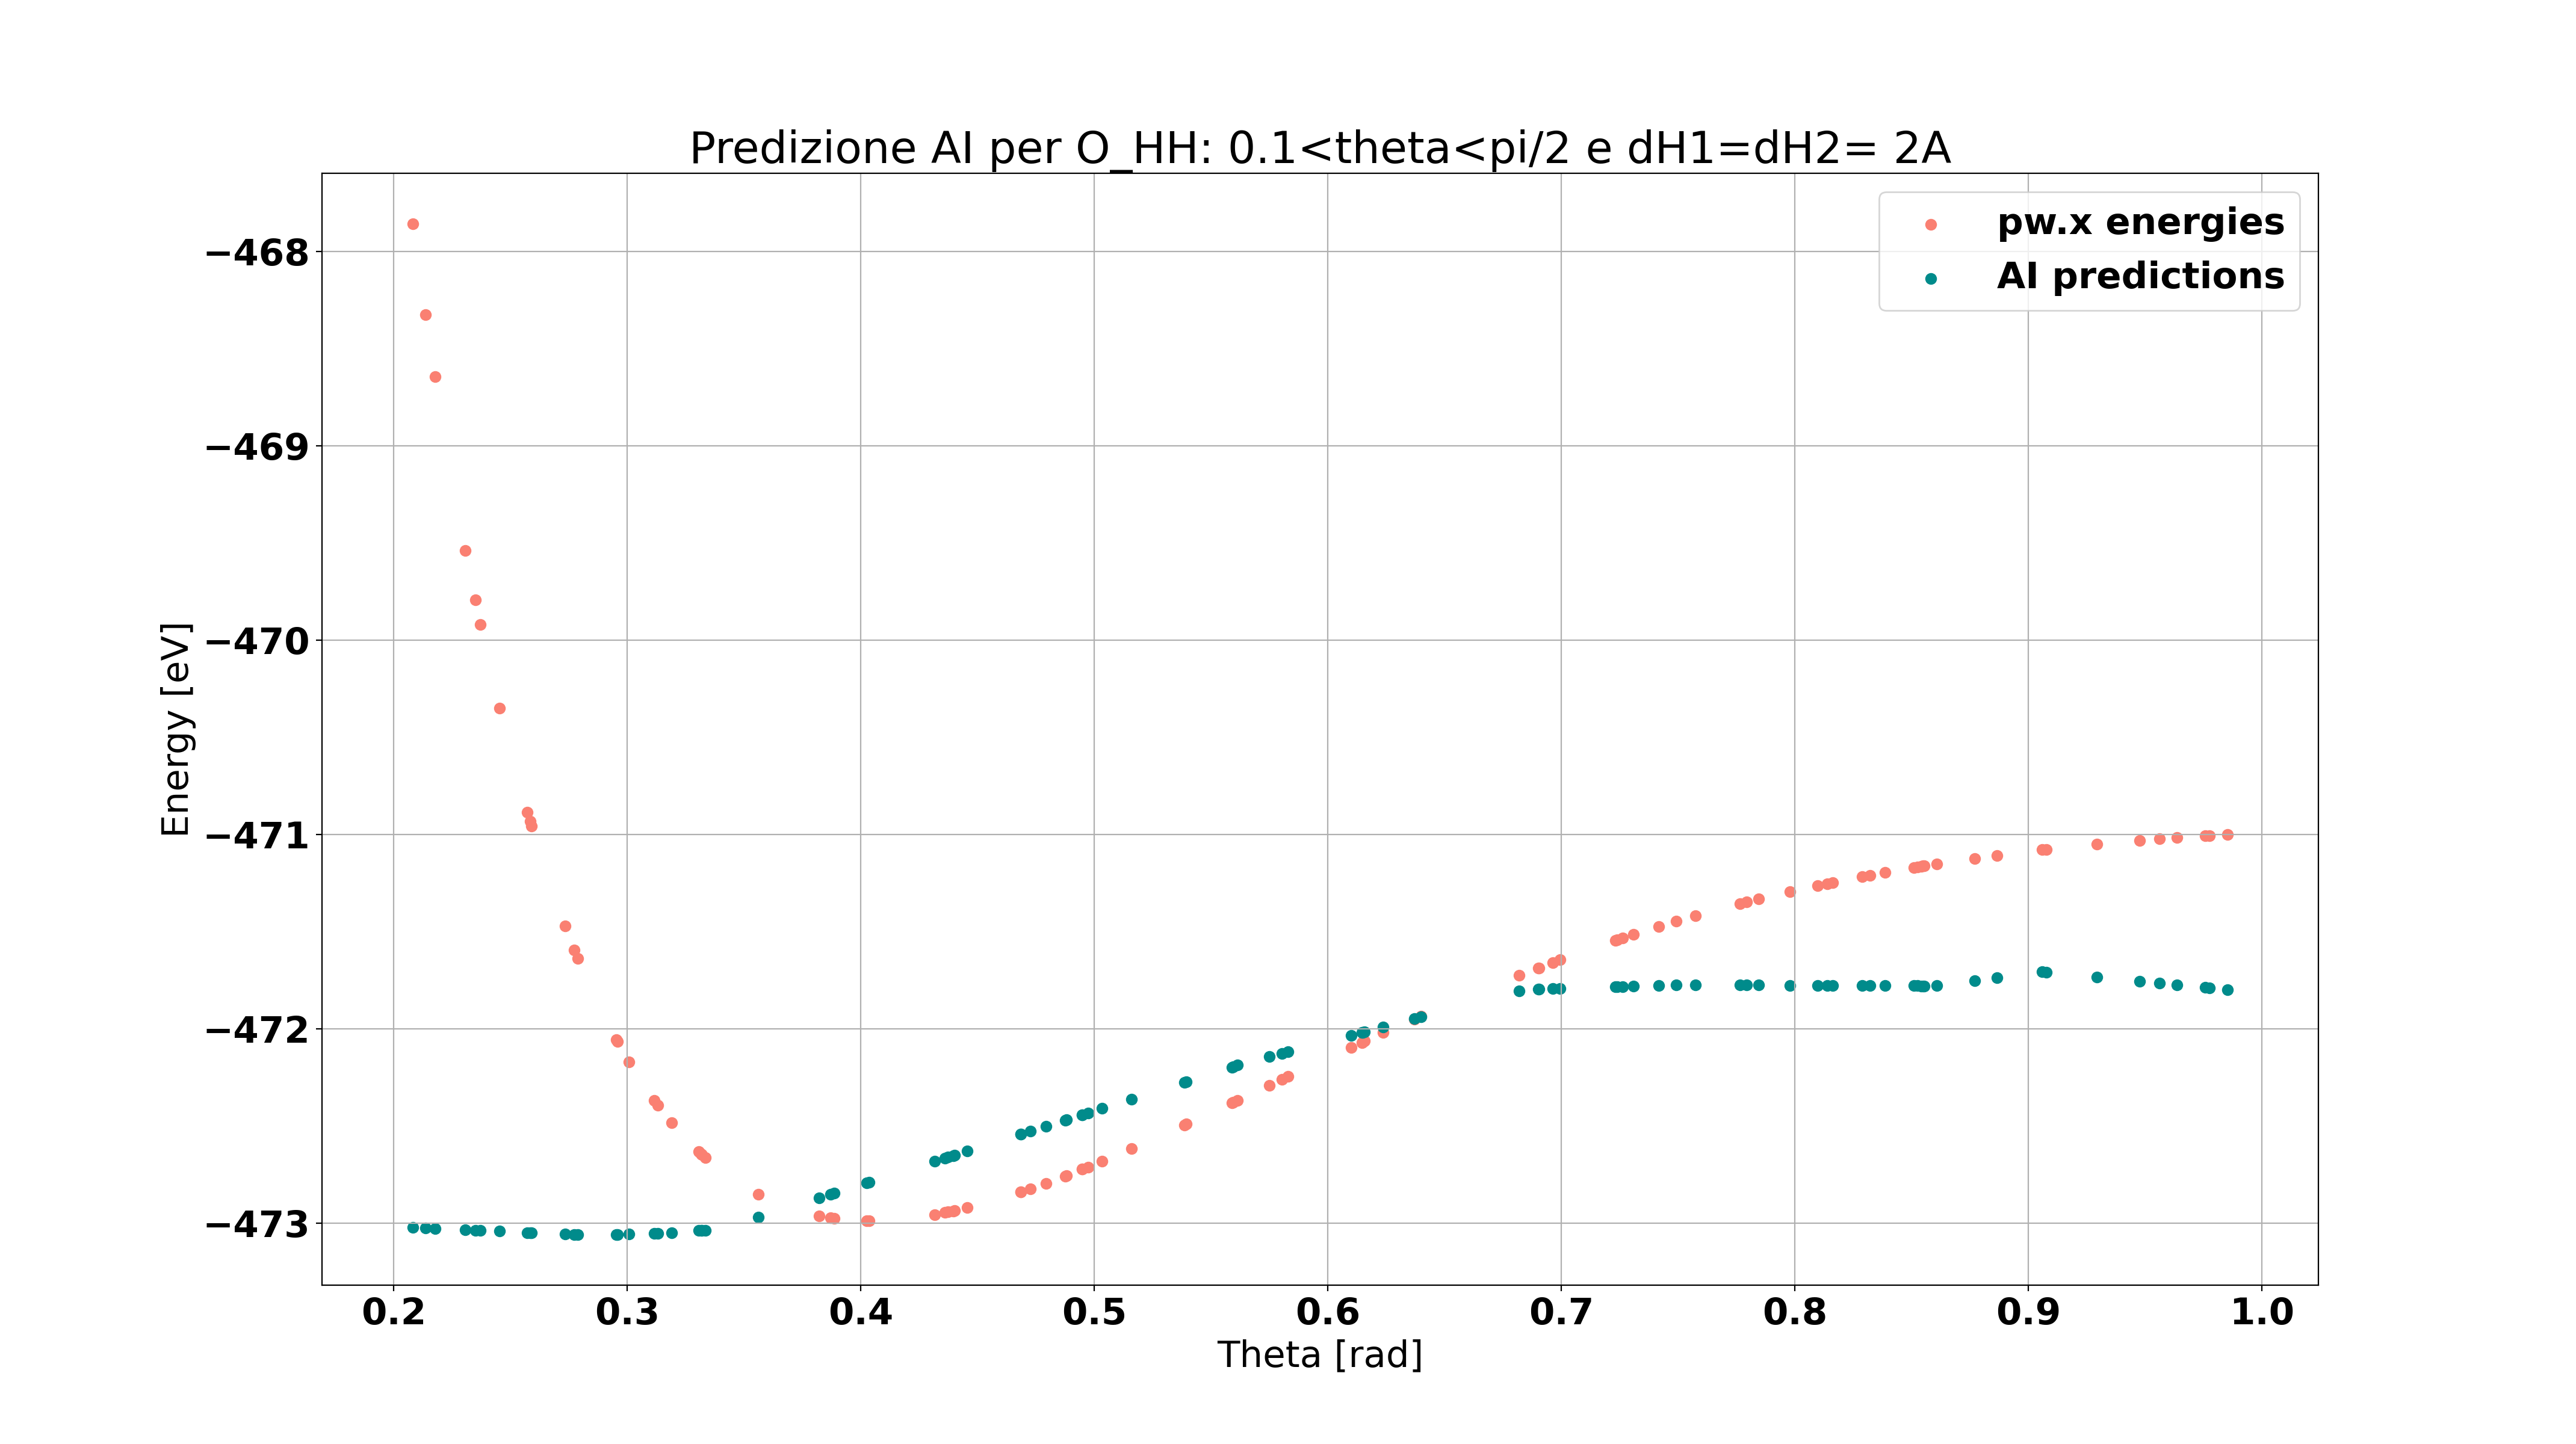 Predizione AI per O_HH: 0.1<theta<pi/2 e dH1=dH2= 2A
pw.x energies
AI predictions
−468
−469
−470
−471
−472
−473
Energy [eV]
0.2 0.3 0.4 0.5 0.6 0.7 0.8 0.9 1.0
Theta [rad]